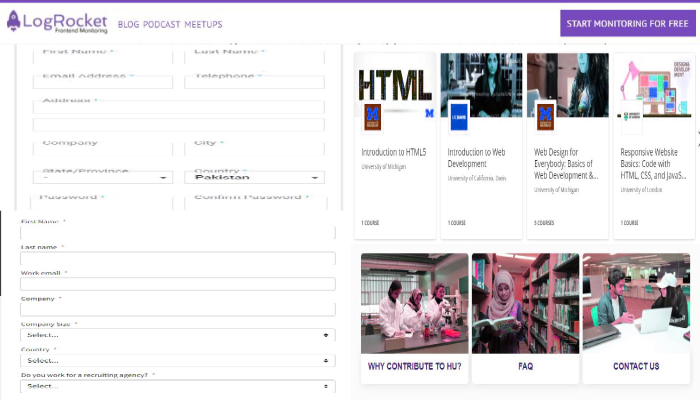 LogRocket
Frontend Monitoring
BLOG PODCAST MEETUPS
START MONITORING FOR FREE
First Name * Last Name *
Email Address * Telephone *
Address *
Company City *
State/Province Country *
- Pakistan
Password * Confirm Password *
First Name *
Last name *
Work email *
Company *
Company Size *
Select...
Country *
Select...
Do you work for a recruiting agency? *
Select...
HTML
M
UC DAVIS
M
DESIGN&
DEVELOP
MENT
Introduction to HTML5
University of Michigan
1 COURSE
Introduction to Web
Development
University of California, Davis
1 COURSE
Web Design for
Everybody: Basics of
Web Development &...
University of Michigan
5 COURSES
Responsive Website
Basics: Code with
HTML, CSS, and JavaS...
University of London
1 COURSE
WHY CONTRIBUTE TO HU?
FAQ
CONTACT US